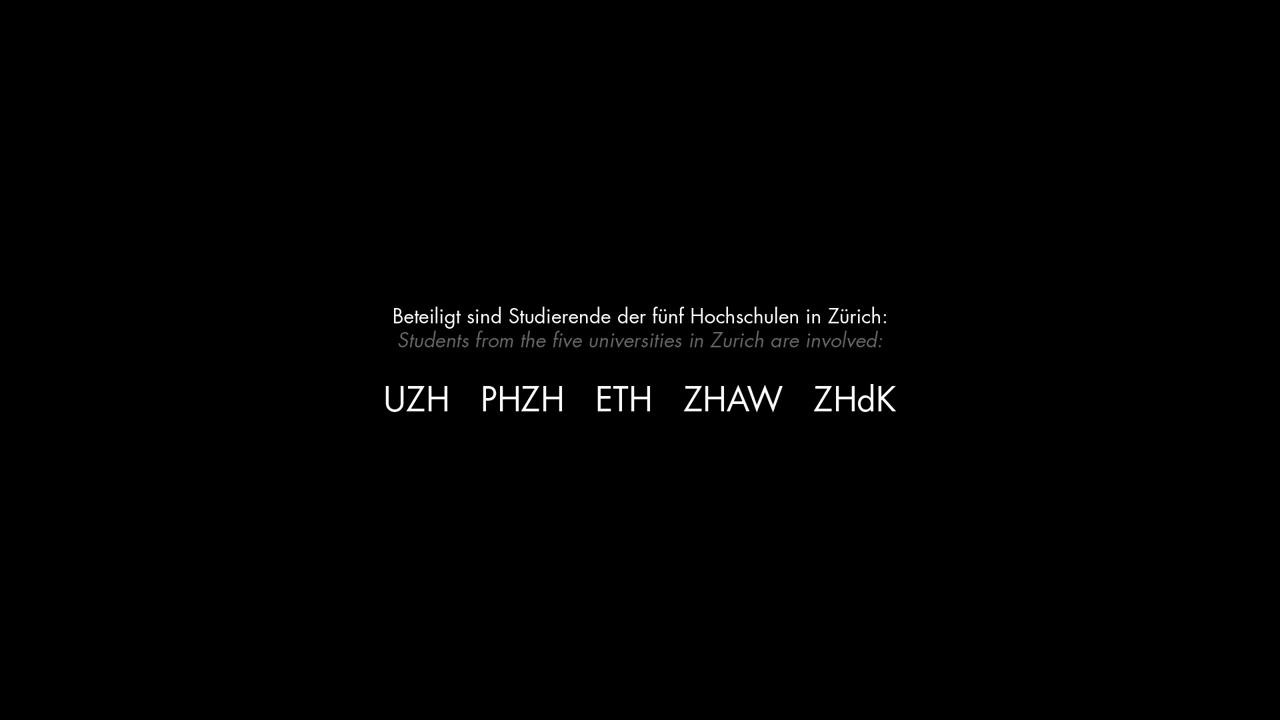 Beteiligt sind Studierende der fünf Hochschulen in Zürich:
Students from the five universities in Zurich are involved:
UZH PHZH ETH ZHAW ZHdK